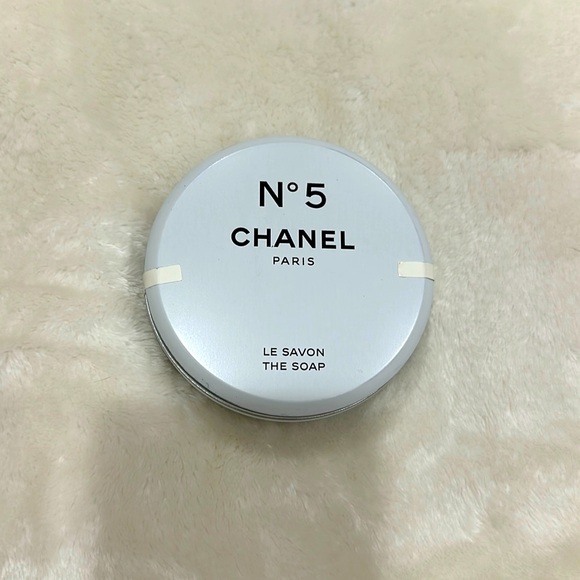 N°5
CHANEL
PARIS
LE SAVON
THE SOAP